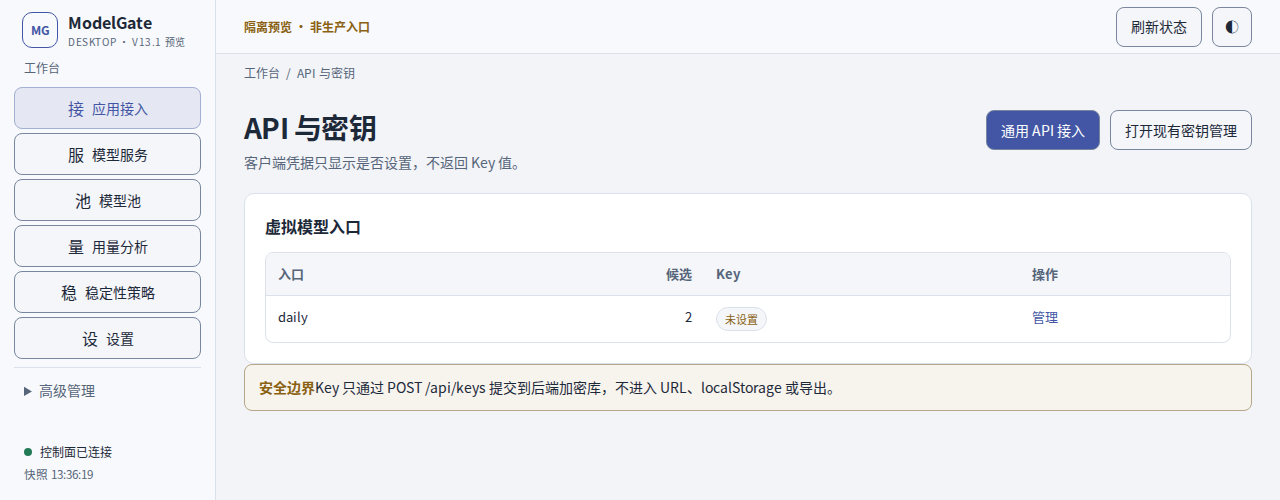 MG
ModelGate
DESKTOP · V13.1 预览
工作台
接 应用接入
服 模型服务
池 模型池
量 用量分析
稳 稳定性策略
设 设置
▶ 高级管理
控制面已连接
快照 13:36:19
隔离预览 · 非生产入口
刷新状态
工作台 / API 与密钥
API 与密钥
客户端凭据只显示是否设置，不返回 Key 值。
通用 API 接入
打开现有密钥管理
虚拟模型入口
入口 候选 Key 操作
daily 2 未设置 管理
安全边界Key 只通过 POST /api/keys 提交到后端加密库，不进入 URL、localStorage 或导出。